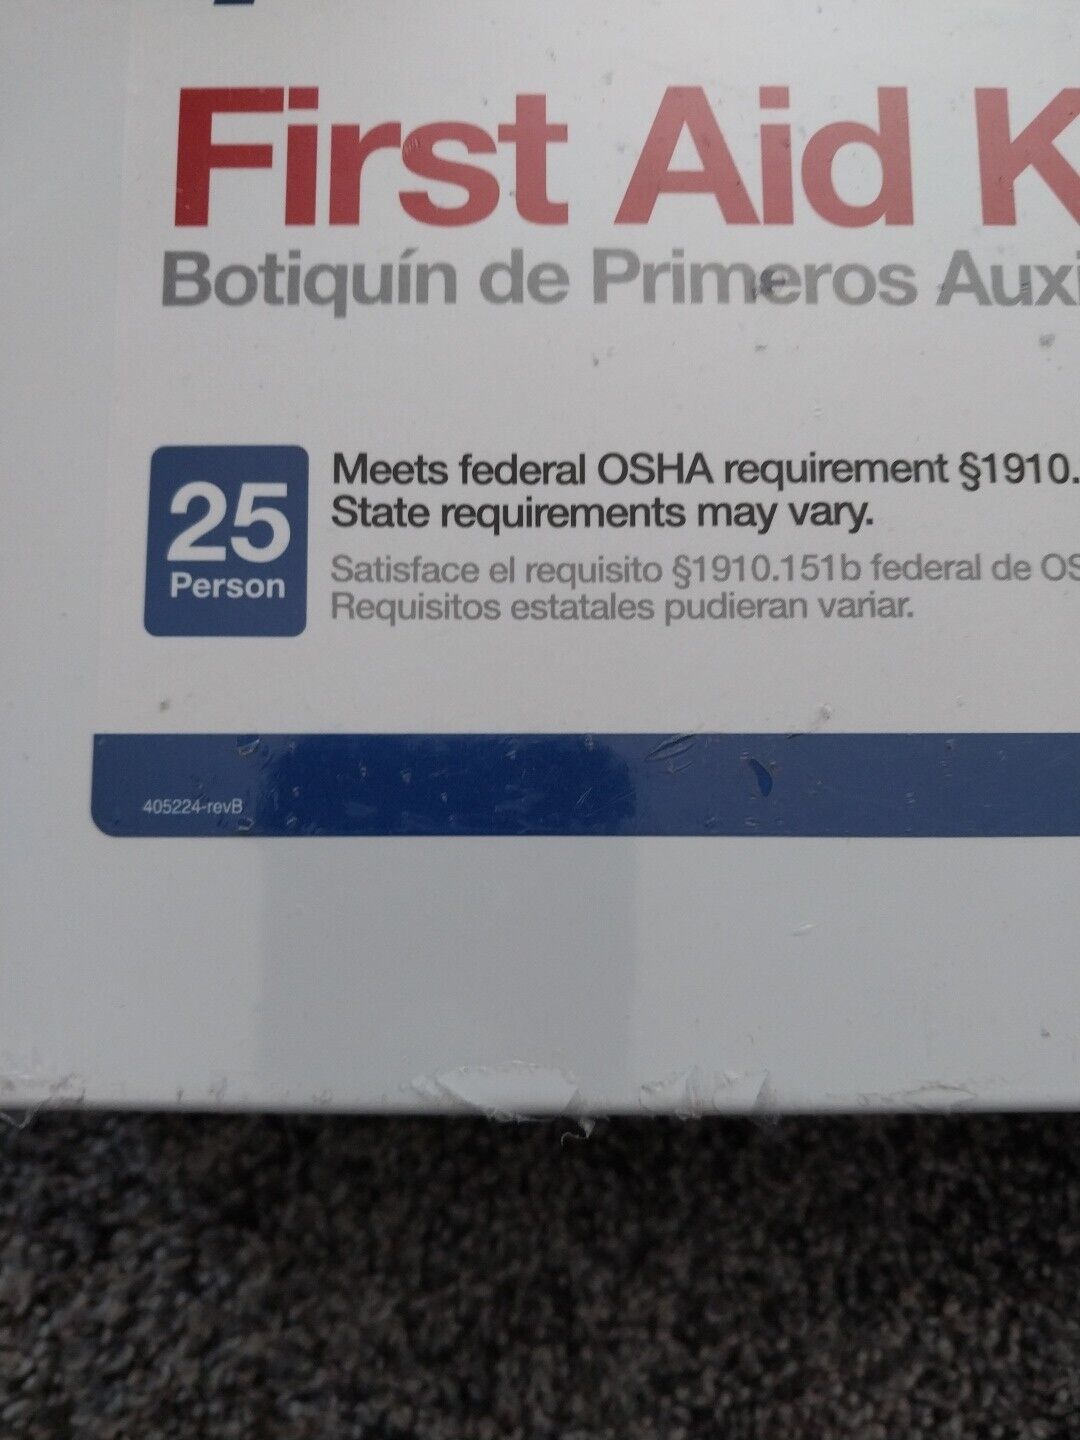 First Aid K
Botiquín de Primeros Auxi
25
Person
Meets federal OSHA requirement §1910.
State requirements may vary.
Satisface el requisito §1910.151b federal de OS
Requisitos estatales pudieran variar.
405224-revB